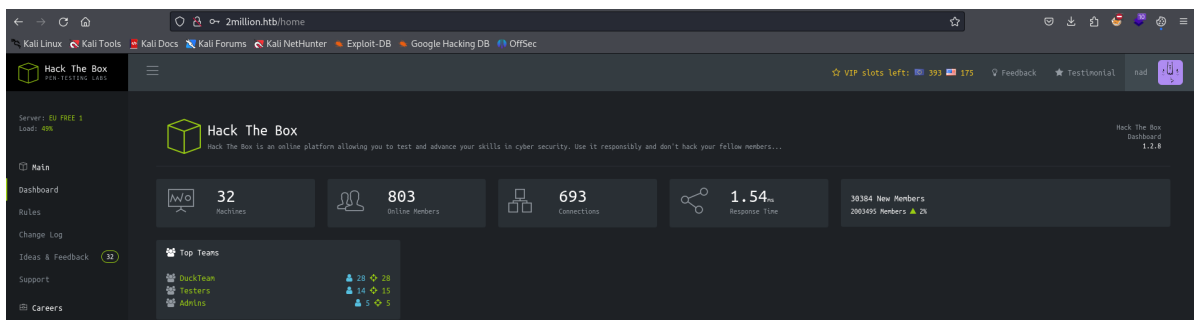 2million.htb/home
Kali Linux Kali Tools Kali Docs Kali Forums Kali NetHunter Exploit-DB Google Hacking DB OffSec
Hack The Box
PEN-TESTING LABS
VIP slots left: 393 175 Feedback Testimonial nad
Server: EU FREE 1
Load: 49%
Main
Dashboard
Rules
Change Log
Ideas & Feedback 32
Support
Careers
Hack The Box
Hack The Box is an online platform allowing you to test and advance your skills in cyber security. Use it responsibly and don't hack your fellow members...
Hack The Box
Dashboard
1.2.8
32
Machines
803
Online Members
693
Connections
1.54ms
Response Time
30384 New Members
2003495 Members 2%
Top Teams
DuckTeam 28 28
Testers 14 15
Admins 5 5